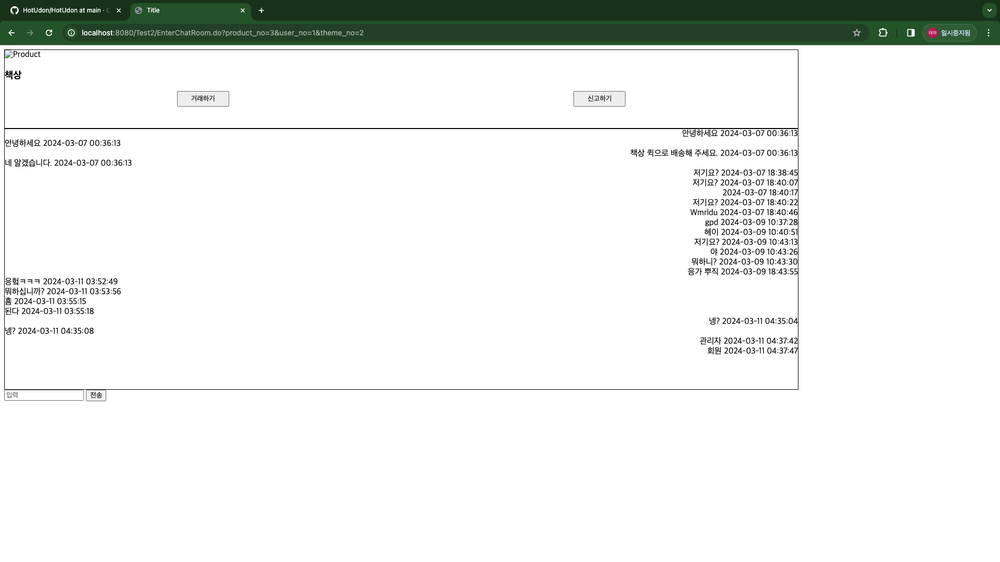 HotUdon/HotUdon at main ·
Title
localhost:8080/Test2/EnterChatRoom.do?product_no=3&user_no=1&theme_no=2
태하 일시중지됨
Product
책상
거래하기 신고하기
안녕하세요 2024-03-07 00:36:13
안녕하세요 2024-03-07 00:36:13
책상 퀵으로 배송해 주세요. 2024-03-07 00:36:13
네 알겠습니다. 2024-03-07 00:36:13
저기요? 2024-03-07 18:38:45
저기요? 2024-03-07 18:40:07
2024-03-07 18:40:17
저기요? 2024-03-07 18:40:22
Wmrldu 2024-03-07 18:40:46
gpd 2024-03-09 10:37:28
헤이 2024-03-09 10:40:51
저기요? 2024-03-09 10:43:13
야 2024-03-09 10:43:26
뭐하니? 2024-03-09 10:43:30
응가 뿌직 2024-03-09 18:43:55
2024-03-11 03:52:49
뭐하십니까? 2024-03-11 03:53:56
흠 2024-03-11 03:55:15
된다 2024-03-11 03:55:18
넹? 2024-03-11 04:35:04
넹? 2024-03-11 04:35:08
관리자 2024-03-11 04:37:42
회원 2024-03-11 04:37:47
입력 전송